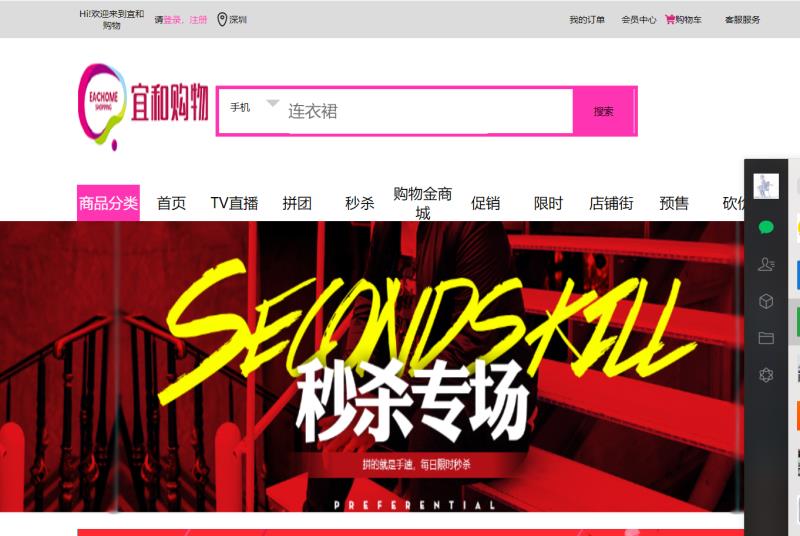 Hi!欢迎来到宜和
购物
请登录，注册
深圳
我的订单
会员中心
购物车
客服服务
EACHOME
SHOPPING
宜和购物
手机
连衣裙
搜索
商品分类
首页
TV直播
拼团
秒杀
购物金商
城
促销
限时
店铺街
预售
SECONDSKILL
秒杀专场
拼的就是手速，每日限时秒杀
PREFERENTIAL